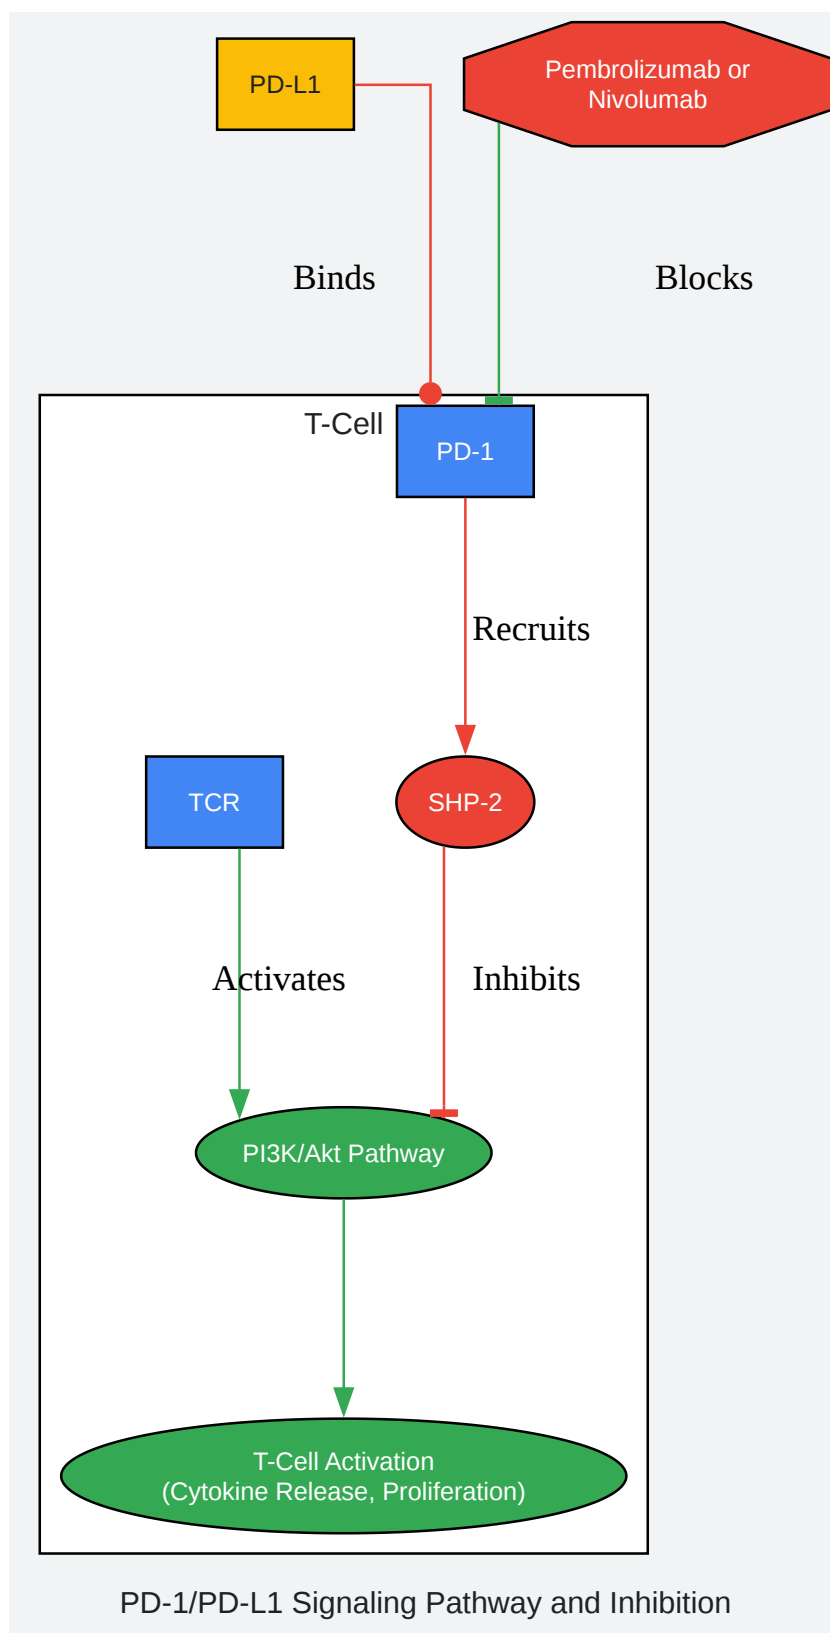 PD-L1
Pembrolizumab or
Nivolumab
Binds
Blocks
T-Cell
PD-1
Recruits
TCR
SHP-2
Activates
Inhibits
PI3K/Akt Pathway
T-Cell Activation
(Cytokine Release, Proliferation)
PD-1/PD-L1 Signaling Pathway and Inhibition